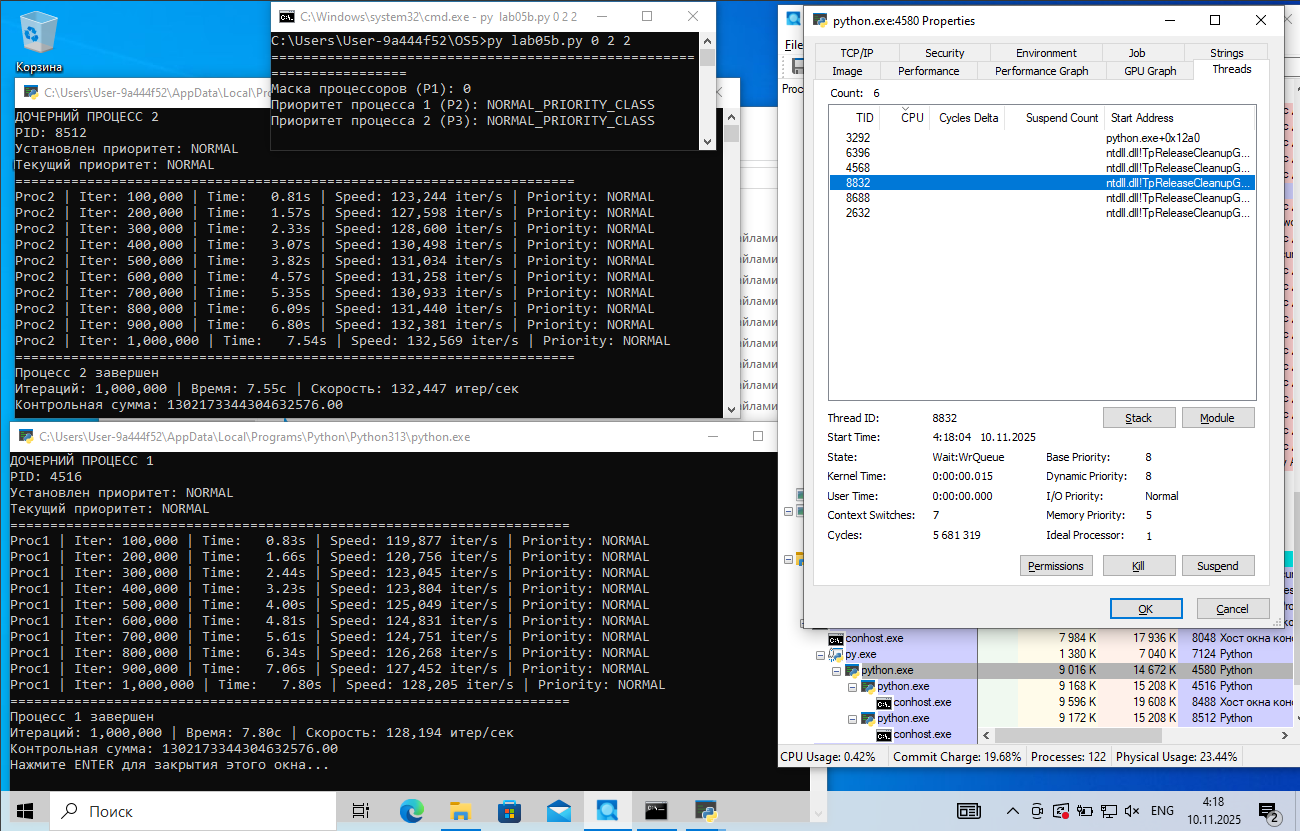 Корзина
C:\Windows\system32\cmd.exe - py lab05b.py 0 2 2
C:\Users\User-9a444f52\OS5>py lab05b.py 0 2 2
=====================================================
=================
Маска процессоров (P1): 0
Приоритет процесса 1 (P2): NORMAL_PRIORITY_CLASS
Приоритет процесса 2 (P3): NORMAL_PRIORITY_CLASS
C:\Users\User-9a444f52\AppData\Local\Pr
ДОЧЕРНИЙ ПРОЦЕСС 2
PID: 8512
Установлен приоритет: NORMAL
Текущий приоритет: NORMAL
======================================================================
Proc2 | Iter: 100,000 | Time:   0.81s | Speed: 123,244 iter/s | Priority: NORMAL
Proc2 | Iter: 200,000 | Time:   1.57s | Speed: 127,598 iter/s | Priority: NORMAL
Proc2 | Iter: 300,000 | Time:   2.33s | Speed: 128,600 iter/s | Priority: NORMAL
Proc2 | Iter: 400,000 | Time:   3.07s | Speed: 130,498 iter/s | Priority: NORMAL
Proc2 | Iter: 500,000 | Time:   3.82s | Speed: 131,034 iter/s | Priority: NORMAL
Proc2 | Iter: 600,000 | Time:   4.57s | Speed: 131,258 iter/s | Priority: NORMAL
Proc2 | Iter: 700,000 | Time:   5.35s | Speed: 130,933 iter/s | Priority: NORMAL
Proc2 | Iter: 800,000 | Time:   6.09s | Speed: 131,440 iter/s | Priority: NORMAL
Proc2 | Iter: 900,000 | Time:   6.80s | Speed: 132,381 iter/s | Priority: NORMAL
Proc2 | Iter: 1,000,000 | Time:   7.54s | Speed: 132,569 iter/s | Priority: NORMAL
======================================================================
Процесс 2 завершен
Итераций: 1,000,000 | Время: 7.55с | Скорость: 132,447 итер/сек
Контрольная сумма: 1302173344304632576.00
C:\Users\User-9a444f52\AppData\Local\Programs\Python\Python313\python.exe
ДОЧЕРНИЙ ПРОЦЕСС 1
PID: 4516
Установлен приоритет: NORMAL
Текущий приоритет: NORMAL
======================================================================
Proc1 | Iter: 100,000 | Time:   0.83s | Speed: 119,877 iter/s | Priority: NORMAL
Proc1 | Iter: 200,000 | Time:   1.66s | Speed: 120,756 iter/s | Priority: NORMAL
Proc1 | Iter: 300,000 | Time:   2.44s | Speed: 123,045 iter/s | Priority: NORMAL
Proc1 | Iter: 400,000 | Time:   3.23s | Speed: 123,804 iter/s | Priority: NORMAL
Proc1 | Iter: 500,000 | Time:   4.00s | Speed: 125,049 iter/s | Priority: NORMAL
Proc1 | Iter: 600,000 | Time:   4.81s | Speed: 124,831 iter/s | Priority: NORMAL
Proc1 | Iter: 700,000 | Time:   5.61s | Speed: 124,751 iter/s | Priority: NORMAL
Proc1 | Iter: 800,000 | Time:   6.34s | Speed: 126,268 iter/s | Priority: NORMAL
Proc1 | Iter: 900,000 | Time:   7.06s | Speed: 127,452 iter/s | Priority: NORMAL
Proc1 | Iter: 1,000,000 | Time:   7.80s | Speed: 128,205 iter/s | Priority: NORMAL
======================================================================
Процесс 1 завершен
Итераций: 1,000,000 | Время: 7.80с | Скорость: 128,194 итер/сек
Контрольная сумма: 1302173344304632576.00
Нажмите ENTER для закрытия этого окна...
File
Proc
python.exe:4580 Properties
TCP/IP Security Environment Job Strings
Image Performance Performance Graph GPU Graph Threads
Count: 6
TID CPU Cycles Delta Suspend Count Start Address
3292 python.exe+0x12a0
6396 ntdll.dll!TpReleaseCleanupG...
4568 ntdll.dll!TpReleaseCleanupG...
8832 ntdll.dll!TpReleaseCleanupG...
8688 ntdll.dll!TpReleaseCleanupG...
2632 ntdll.dll!TpReleaseCleanupG...
Thread ID: 8832 Stack Module
Start Time: 4:18:04 10.11.2025
State: Wait:WrQueue Base Priority: 8
Kernel Time: 0:00:00.015 Dynamic Priority: 8
User Time: 0:00:00.000 I/O Priority: Normal
Context Switches: 7 Memory Priority: 5
Cycles: 5 681 319 Ideal Processor: 1
Permissions Kill Suspend
OK Cancel
conhost.exe 7 984 K 17 936 K 8048 Хост окна конс
py.exe 1 380 K 7 040 K 7124 Python
python.exe 9 016 K 14 672 K 4580 Python
python.exe 9 168 K 15 208 K 4516 Python
conhost.exe 9 596 K 19 608 K 8488 Хост окна конс
python.exe 9 172 K 15 208 K 8512 Python
conhost.exe
CPU Usage: 0.42% Commit Charge: 19.68% Processes: 122 Physical Usage: 23.44%
Поиск
ENG
4:18
10.11.2025
2